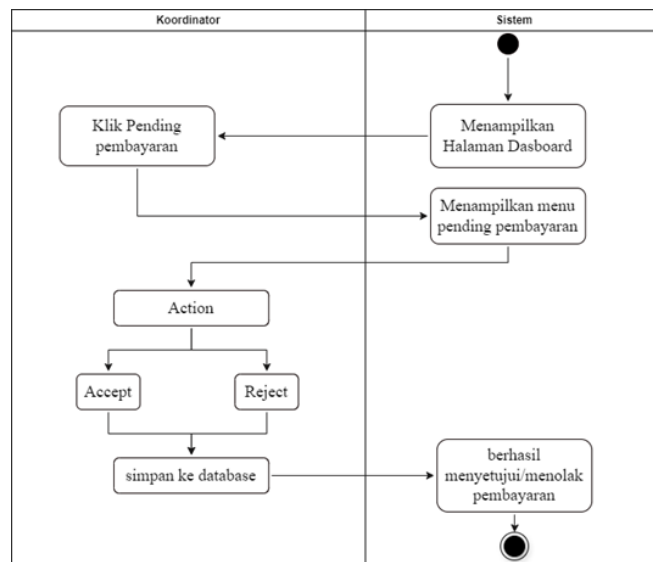 Koordinator
Sistem
Menampilkan
Halaman Dasboard
Klik Pending
pembayaran
Menampilkan menu
pending pembayaran
Action
Accept
Reject
simpan ke database
berhasil
menyetujui/menolak
pembayaran